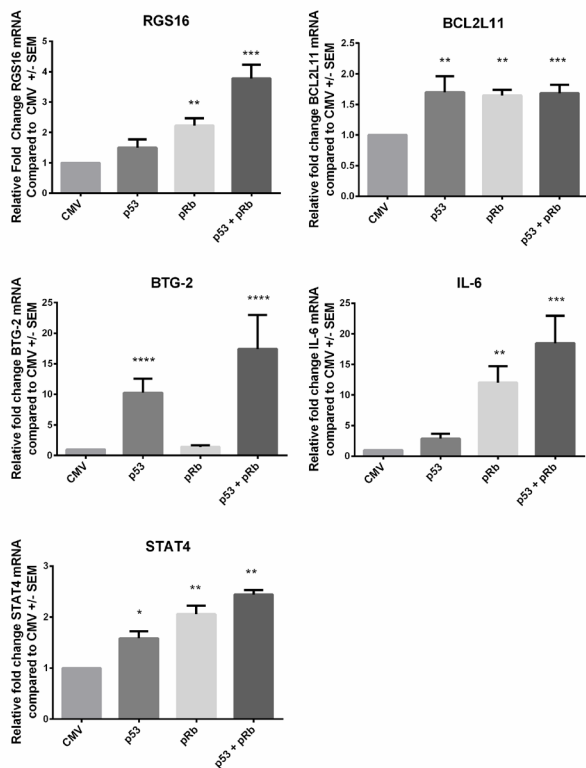 RGS16
Relative Fold Change RGS16 mRNA
Compared to CMV +/- SEM
5
4
3
2
1
0
**
***
CMV
p53
pRb
p53 + pRb
BCL2L11
Relative fold change BCL2L11 mRNA
compared to CMV +/- SEM
2.5
2.0
1.5
1.0
0.5
0.0
**
**
***
CMV
p53
pRb
p53 + pRb
BTG-2
Relative fold change BTG-2 mRNA
compared to CMV +/- SEM
25
20
15
10
5
0
****
****
CMV
p53
pRb
p53 + pRb
IL-6
Relative fold change IL-6 mRNA
compared to CMV +/- SEM
25
20
15
10
5
0
**
***
CMV
p53
pRb
p53 + pRb
STAT4
Relative fold change STAT4 mRNA
compared to CMV +/- SEM
3
2
1
0
*
**
**
CMV
p53
pRb
p53 + pRb